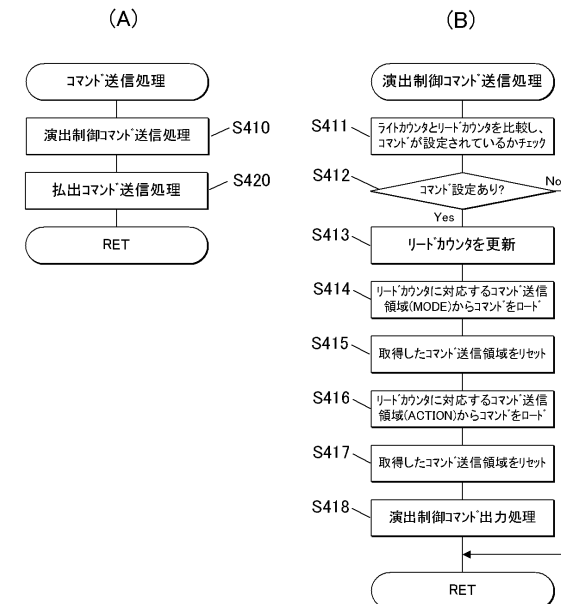 (A)
コマンド送信処理
演出制御コマンド送信処理
S410
払出コマンド送信処理
S420
RET
(B)
演出制御コマンド送信処理
S411
ライトカウンタとリードカウンタを比較し、
コマンドが設定されているかチェック
S412
コマンド設定あり?
No
Yes
S413
リードカウンタを更新
S414
リードカウンタに対応するコマンド送信
領域(MODE)からコマンドをロード
S415
取得したコマンド送信領域をリセット
S416
リードカウンタに対応するコマンド送信
領域(ACTION)からコマンドをロード
S417
取得したコマンド送信領域をリセット
S418
演出制御コマンド出力処理
RET